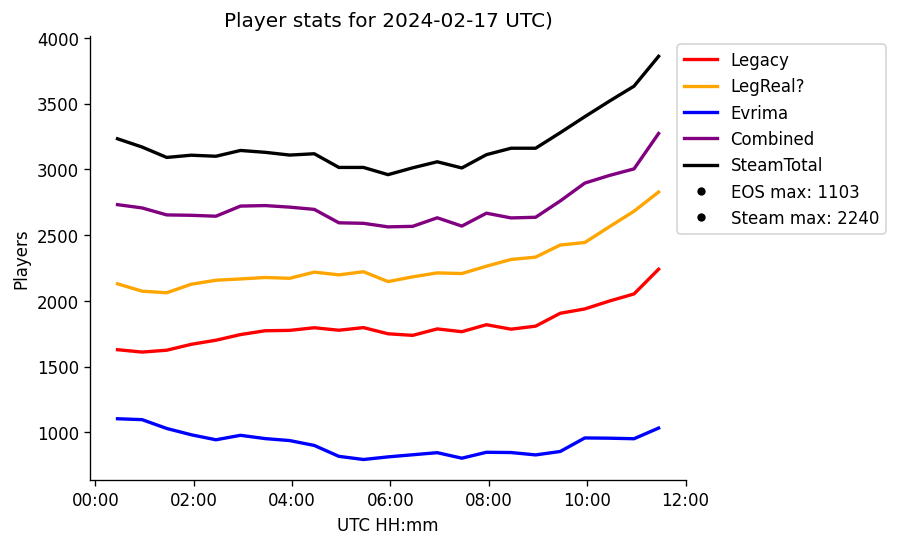 Player stats for 2024-02-17 UTC)
4000
3500
3000
2500
2000
1500
1000
Players
00:00 02:00 04:00 06:00 08:00 10:00 12:00
UTC HH:mm
Legacy
LegReal?
Evrima
Combined
SteamTotal
EOS max: 1103
Steam max: 2240